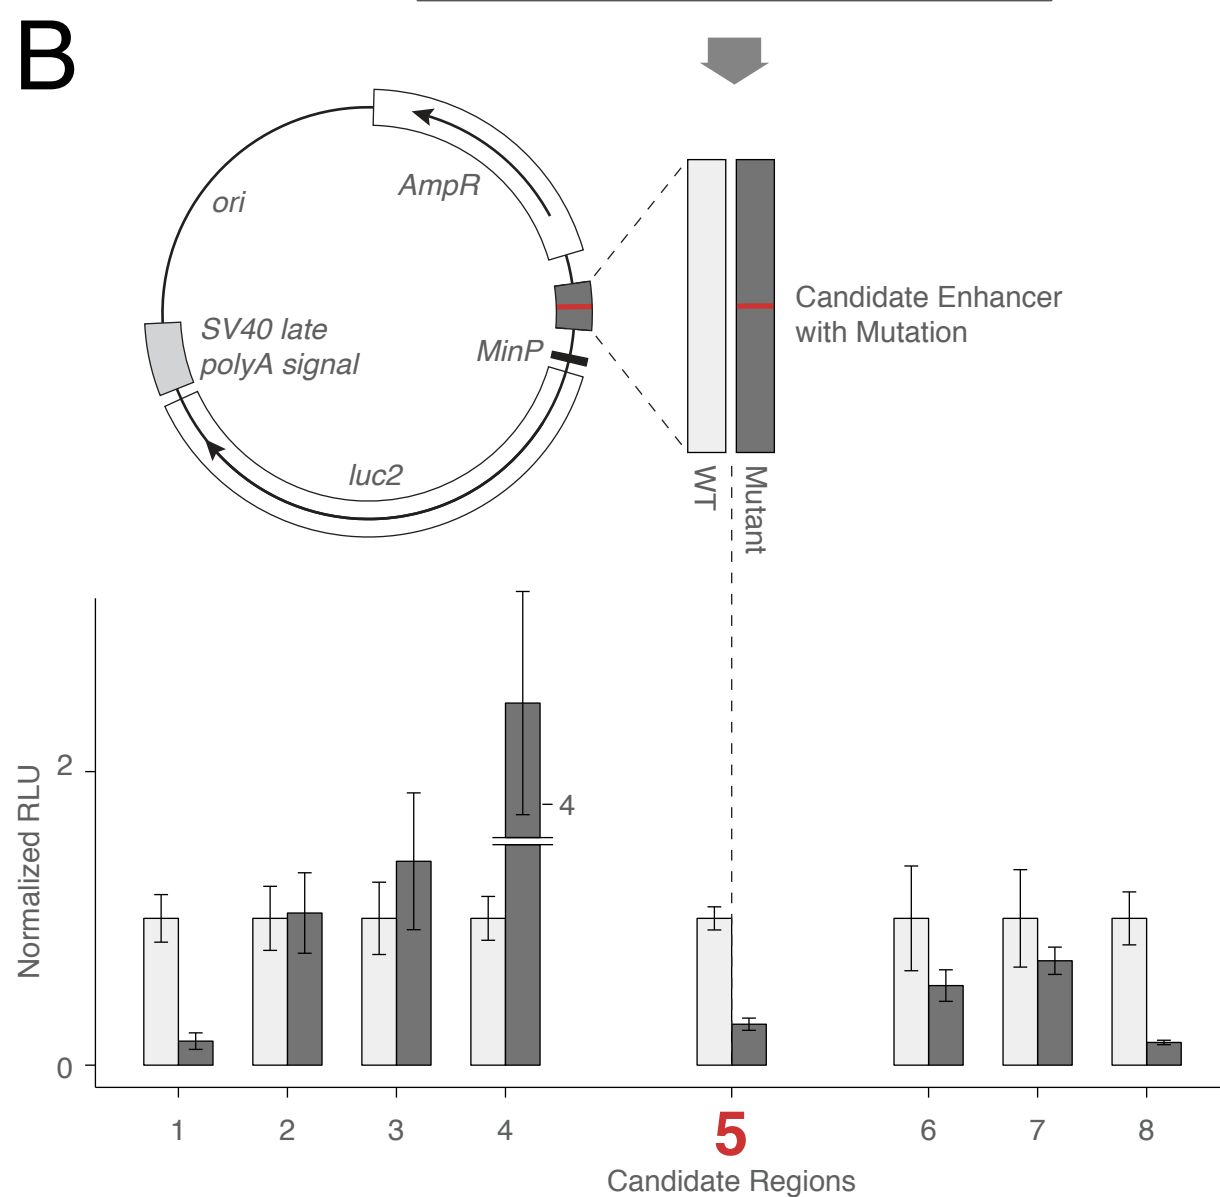 B
AmpR
ori
SV40 late
polyA signal
MinP
luc2
Candidate Enhancer
with Mutation
WT
Mutant
Normalized RLU
2
0
4
1
2
3
4
5
6
7
8
Candidate Regions